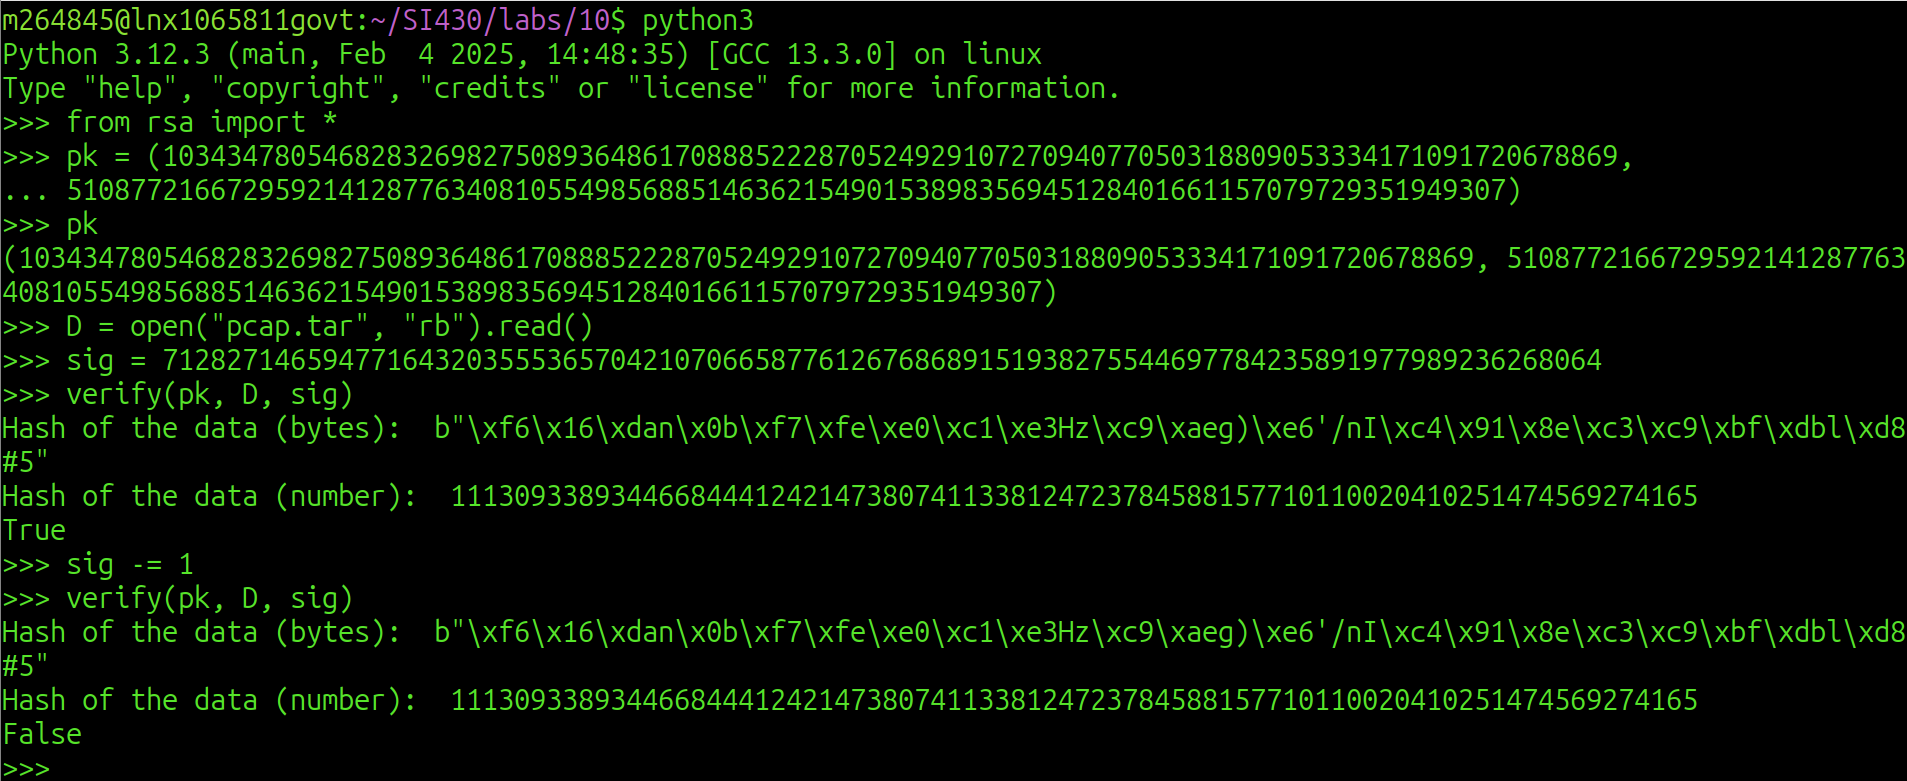 m264845@lnx1065811govt:~/SI430/labs/10$ python3
Python 3.12.3 (main, Feb  4 2025, 14:48:35) [GCC 13.3.0] on linux
Type "help", "copyright", "credits" or "license" for more information.
>>> from rsa import *
>>> pk = (103434780546828326982750893648617088852228705249291072709407705031880905333417109172067886​9,
... 510877216672959214128776340810554985688514636215490153898356945128401661157079729351949307)
>>> pk
(1034347805468283269827508936486170888522287052492910727094077050318809053334171091720678869, 5108772166729592141287763
40810554985688514636215490153898356945128401661157079729351949307)
>>> D = open("pcap.tar", "rb").read()
>>> sig = 712827146594771643203555365704210706658776126768689151938275544697784235891977989236268064
>>> verify(pk, D, sig)
Hash of the data (bytes):  b"\xf6\x16\xdan\x0b\xf7\xfe\xe0\xc1\xe3Hz\xc9\xaeg)\xe6'/nI\xc4\x91\x8e\xc3\xc9\xbf\xdbl\xd8
#5"
Hash of the data (number):  111309338934466844412421473807411338124723784588157710110020410251474569274165
True
>>> sig -= 1
>>> verify(pk, D, sig)
Hash of the data (bytes):  b"\xf6\x16\xdan\x0b\xf7\xfe\xe0\xc1\xe3Hz\xc9\xaeg)\xe6'/nI\xc4\x91\x8e\xc3\xc9\xbf\xdbl\xd8
#5"
Hash of the data (number):  111309338934466844412421473807411338124723784588157710110020410251474569274165
False
>>>